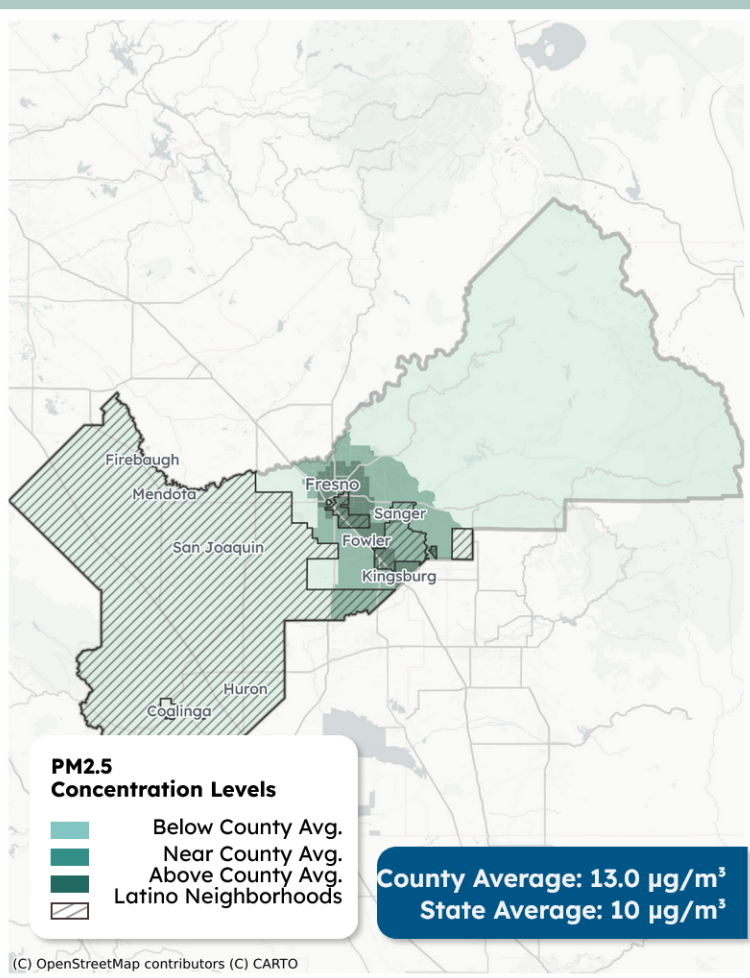 Firebaugh
Mendota
Fresno
Sanger
Fowler
San Joaquin
Kingsburg
Huron
Coalinga
PM2.5
Concentration Levels
Below County Avg.
Near County Avg.
Above County Avg.
Latino Neighborhoods
County Average: 13.0 μg/m³
State Average: 10 μg/m³
(C) OpenStreetMap contributors (C) CARTO